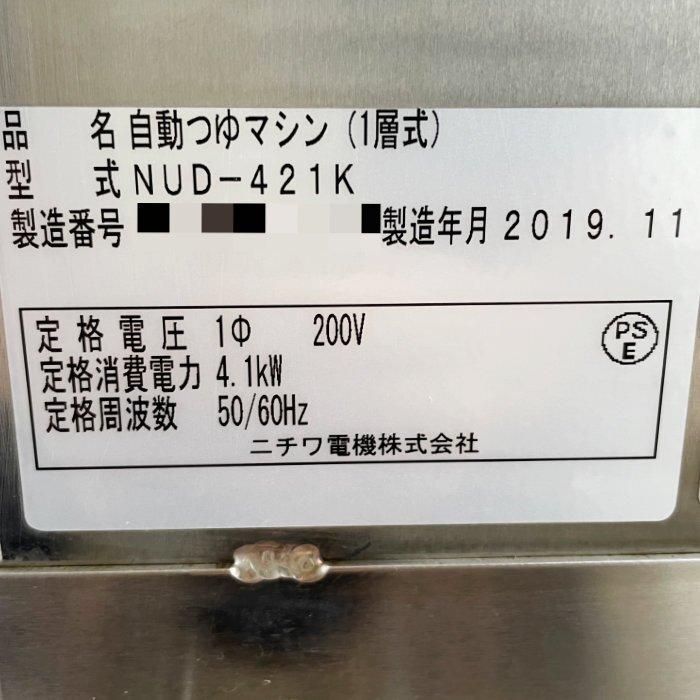 品 名 自動つゆマシン (1層式)
型 式 NUD-421K
製造番号 製造年月 2019.11
定格電圧 1Φ 200V
PS
E
定格消費電力 4.1kW
定格周波数 50/60Hz
ニチワ電機株式会社